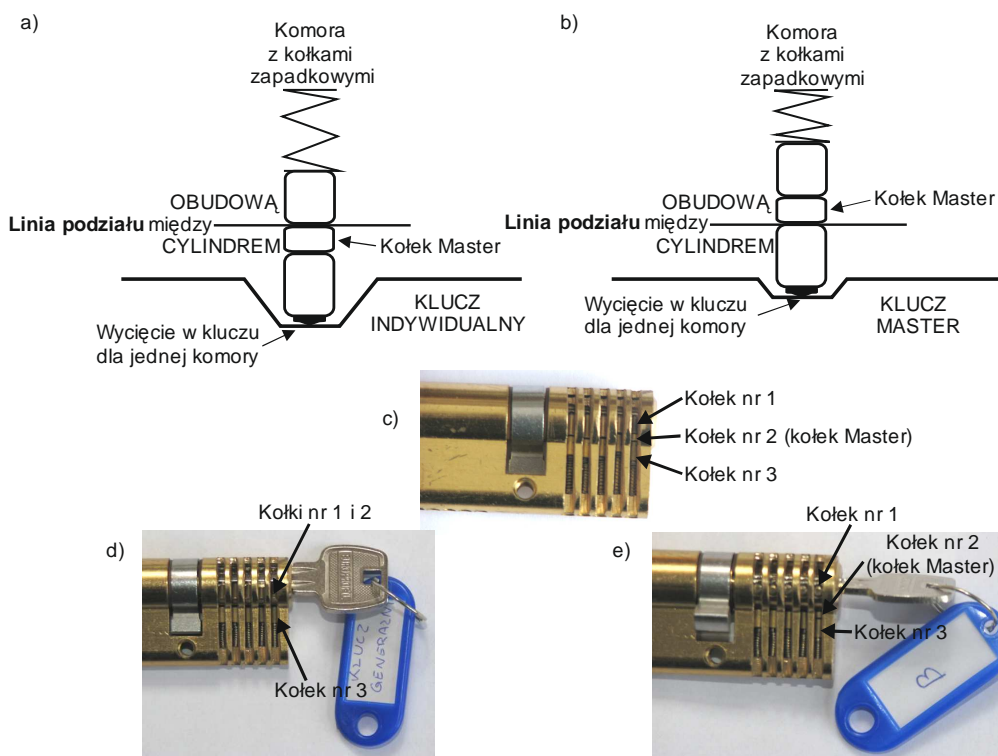 a)
Komora
z kołkami
zapadkowymi
OBUDOWĄ
Linia podziału między
CYLINDREM
Kołek Master
KLUCZ
INDYWIDUALNY
Wycięcie w kluczu
dla jednej komory
b)
Komora
z kołkami
zapadkowymi
OBUDOWĄ
Kołek Master
Linia podziału między
CYLINDREM
Wycięcie w kluczu
dla jednej komory
KLUCZ
MASTER
c)
Kołek nr 1
Kołek nr 2 (kołek Master)
Kołek nr 3
d)
Kołki nr 1 i 2
Kołek nr 3
KLUCZ
e)
Kołek nr 1
Kołek nr 2
(kołek Master)
Kołek nr 3
B